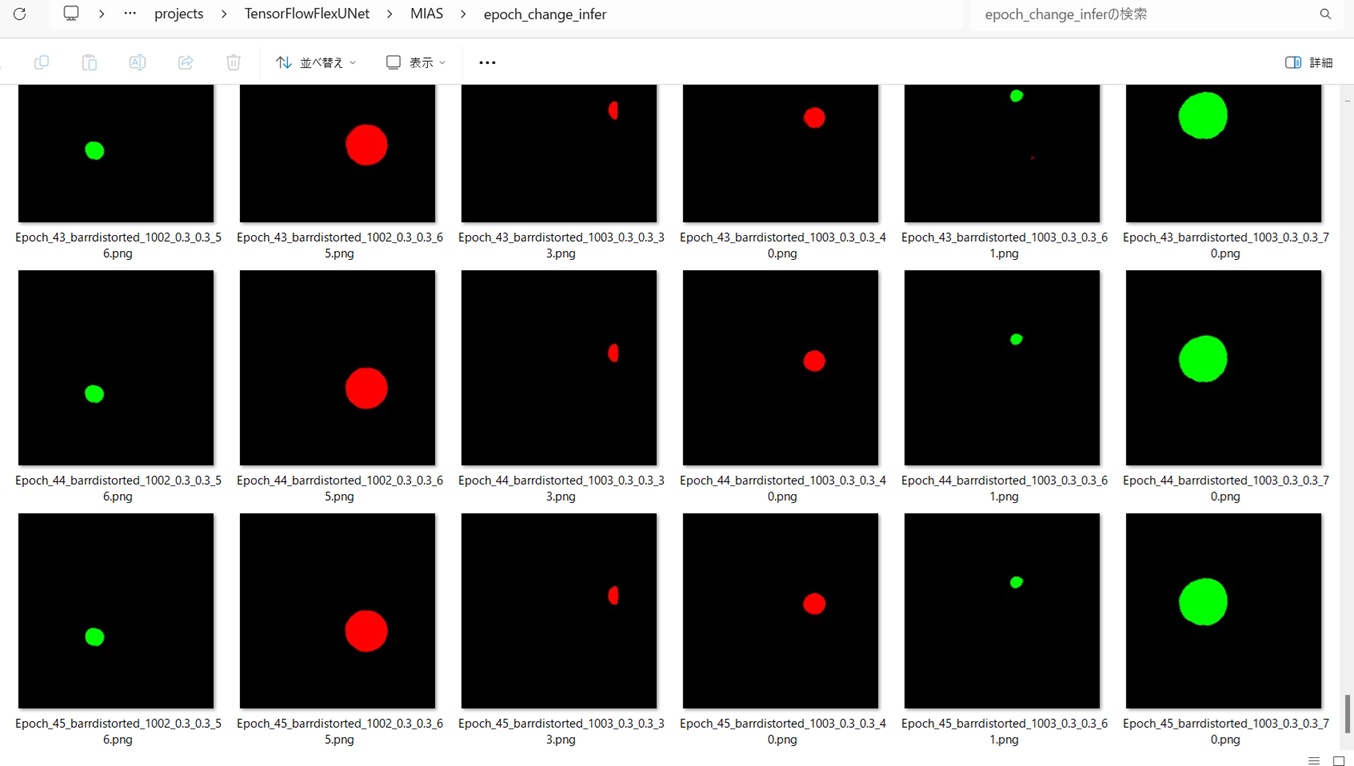 projects > TensorFlowFlexUNet > MIAS > epoch_change_infer
epoch_change_inferの検索
並べ替え
表示
詳細
Epoch_43_barrdistorted_1002_0.3_0.3_5
6.png
Epoch_43_barrdistorted_1002_0.3_0.3_6
5.png
Epoch_43_barrdistorted_1003_0.3_0.3_3
3.png
Epoch_43_barrdistorted_1003_0.3_0.3_4
0.png
Epoch_43_barrdistorted_1003_0.3_0.3_6
1.png
Epoch_43_barrdistorted_1003_0.3_0.3_7
0.png
Epoch_44_barrdistorted_1002_0.3_0.3_5
6.png
Epoch_44_barrdistorted_1002_0.3_0.3_6
5.png
Epoch_44_barrdistorted_1003_0.3_0.3_3
3.png
Epoch_44_barrdistorted_1003_0.3_0.3_4
0.png
Epoch_44_barrdistorted_1003_0.3_0.3_6
1.png
Epoch_44_barrdistorted_1003_0.3_0.3_7
0.png
Epoch_45_barrdistorted_1002_0.3_0.3_5
6.png
Epoch_45_barrdistorted_1002_0.3_0.3_6
5.png
Epoch_45_barrdistorted_1003_0.3_0.3_3
3.png
Epoch_45_barrdistorted_1003_0.3_0.3_4
0.png
Epoch_45_barrdistorted_1003_0.3_0.3_6
1.png
Epoch_45_barrdistorted_1003_0.3_0.3_7
0.png